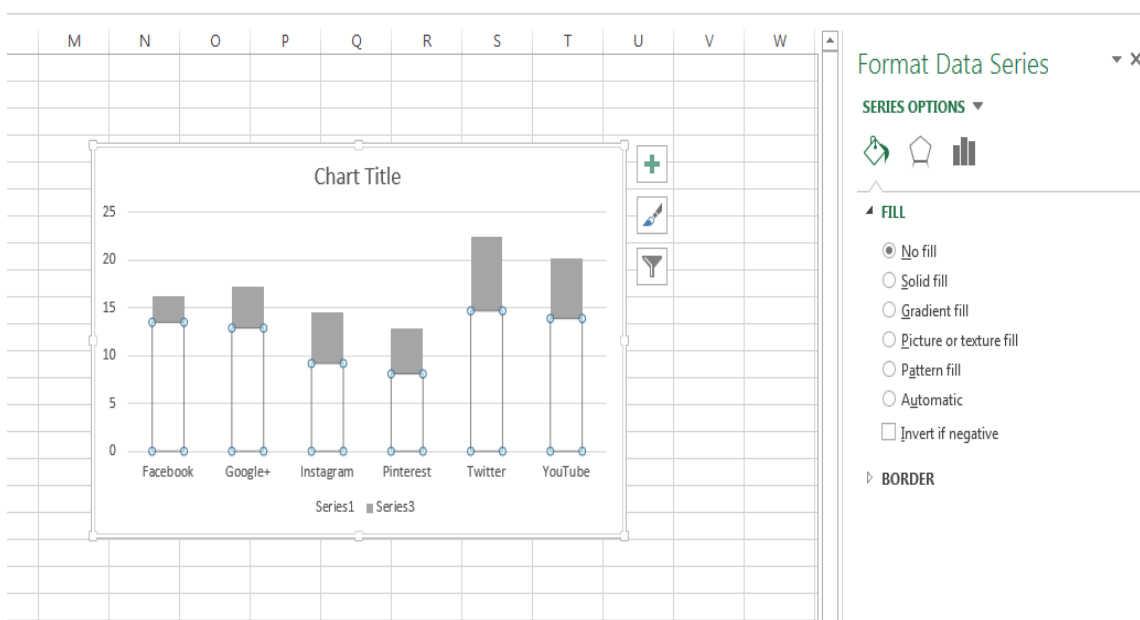 M N O P Q R S T U V W
Format Data Series
SERIES OPTIONS
FILL
No fill
Solid fill
Gradient fill
Picture or texture fill
Pattern fill
Automatic
Invert if negative
BORDER
Chart Title
25
20
15
10
5
0
Facebook Google+ Instagram Pinterest Twitter YouTube
Series1 Series3